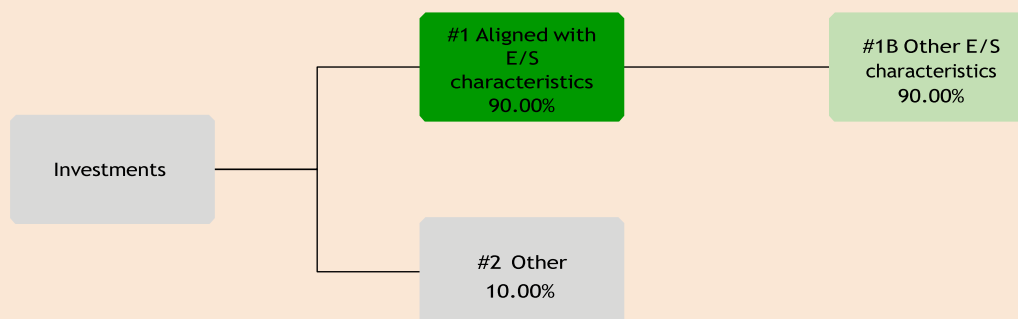 #1 Aligned with
E/S
characteristics
90.00%
#1B Other E/S
characteristics
90.00%
Investments
#2 Other
10.00%